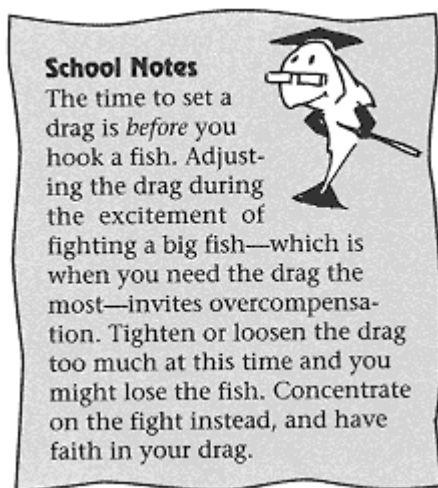 School Notes
The time to set a
drag is before you
hook a fish. Adjust-
ing the drag during
the excitement of
fighting a big fish—which is
when you need the drag the
most—invites overcompensa-
tion. Tighten or loosen the drag
too much at this time and you
might lose the fish. Concentrate
on the fight instead, and have
faith in your drag.